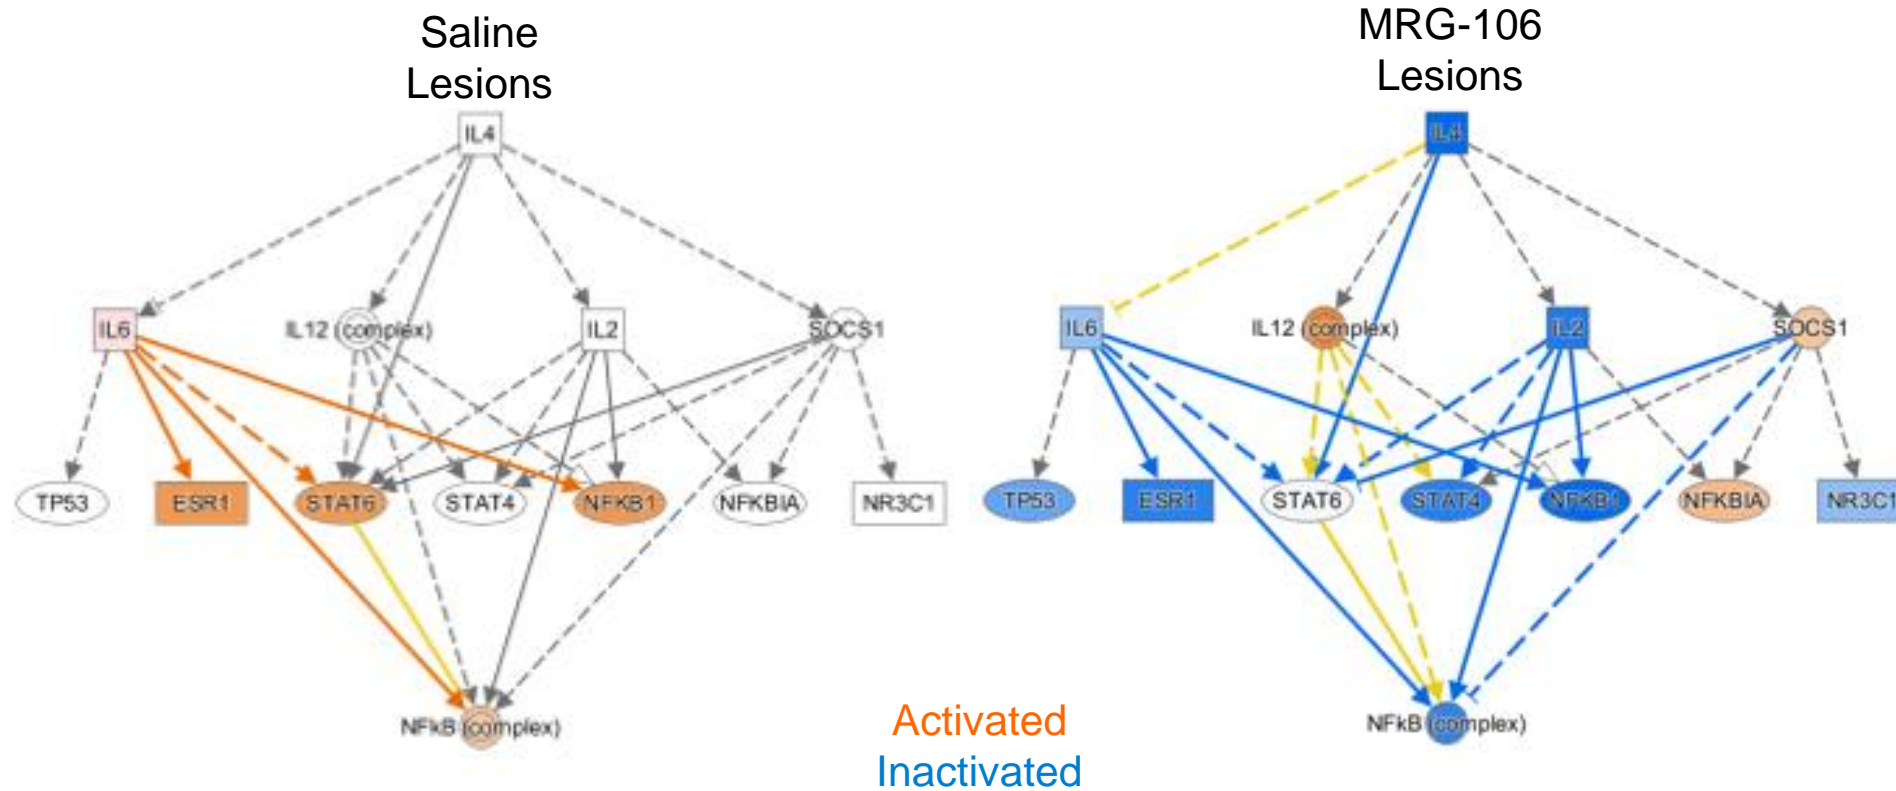 Saline
Lesions
IL4
IL6
IL12 (complex)
IL2
SOCS1
TP53
ESR1
STAT6
STAT4
NFKB1
NFKBIA
NR3C1
NFkB (complex)
MRG-106
Lesions
IL4
IL6
IL12 (complex)
IL2
SOCS1
TP53
ESR1
STAT6
STAT4
NFKB1
NFKBIA
NR3C1
NFkB (complex)
Activated
Inactivated